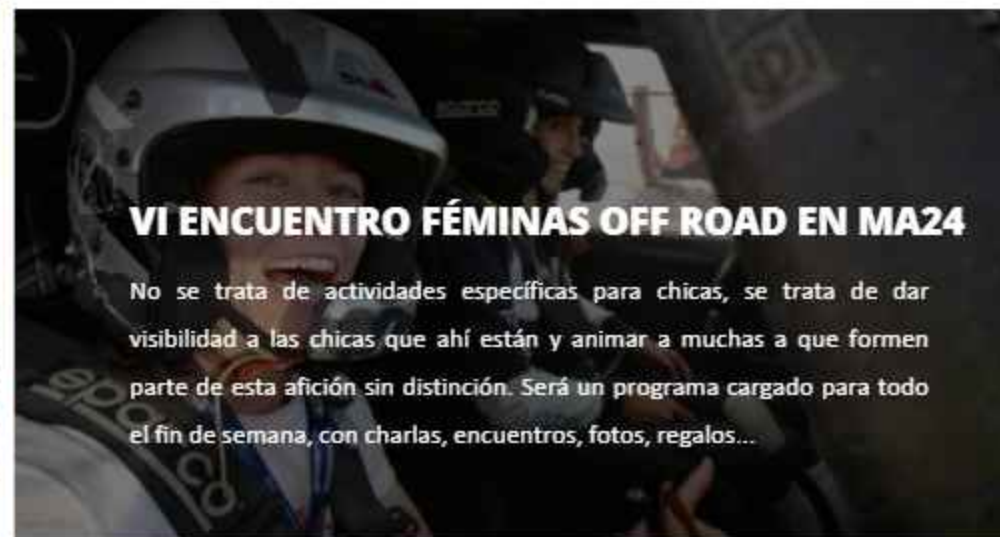 VI ENCUENTRO FÉMINAS OFF ROAD EN MA24
No se trata de actividades específicas para chicas, se trata de dar
visibilidad a las chicas que ahí están y animar a muchas a que formen
parte de esta afición sin distinción. Será un programa cargado para todo
el fin de semana, con charlas, encuentros, fotos, regalos...
sparco